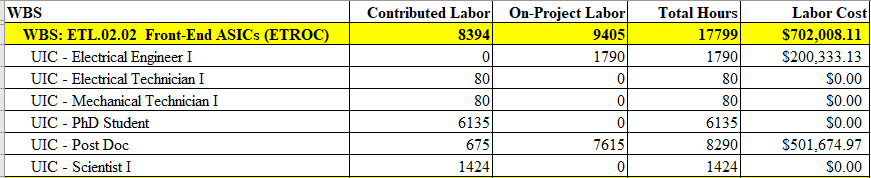 WBS Contributed Labor On-Project Labor Total Hours Labor Cost
WBS: ETL.02.02 Front-End ASICs (ETROC) 8394 9405 17799 $702,008.11
UIC - Electrical Engineer I 0 1790 1790 $200,333.13
UIC - Electrical Technician I 80 0 80 $0.00
UIC - Mechanical Technician I 80 0 80 $0.00
UIC - PhD Student 6135 0 6135 $0.00
UIC - Post Doc 675 7615 8290 $501,674.97
UIC - Scientist I 1424 0 1424 $0.00